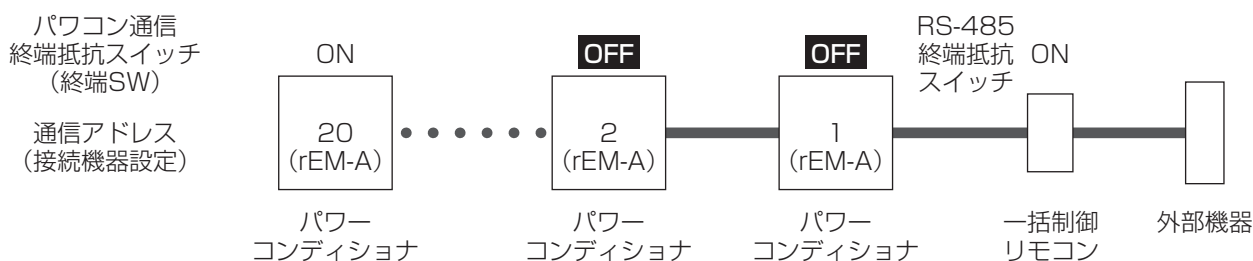 パワコン通信
終端抵抗スイッチ
（終端SW）
ON
OFF
OFF
RS-485
終端抵抗
スイッチ
ON
通信アドレス
（接続機器設定）
20
（rEM-A）
2
（rEM-A）
1
（rEM-A）
パワー
コンディショナ
パワー
コンディショナ
パワー
コンディショナ
一括制御
リモコン
外部機器